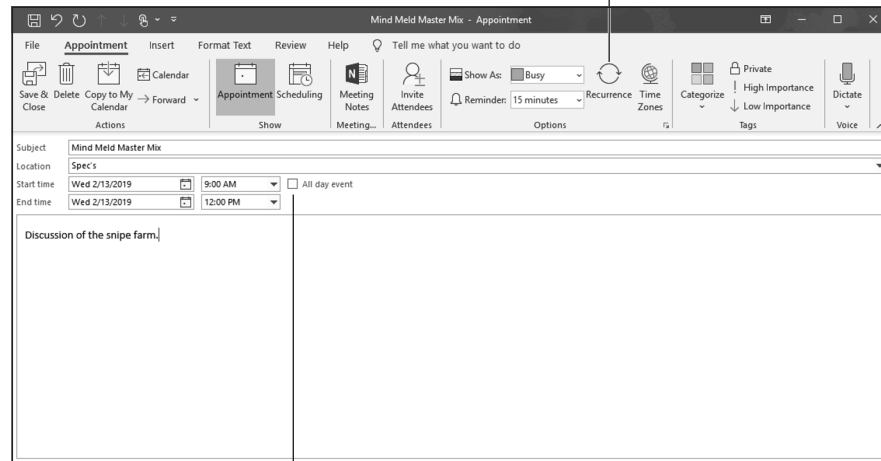 Mind Meld Master Mix - Appointment
File Appointment Insert Format Text Review Help Tell me what you want to do
Save & Close
Delete
Copy to My Calendar
Calendar
Forward
Actions
Appointment
Scheduling
Show
Meeting Notes
Meeting...
Invite Attendees
Attendees
Show As: Busy
Reminder: 15 minutes
Recurrence
Time Zones
Options
Categorize
Private
High Importance
Low Importance
Tags
Dictate
Voice
Subject Mind Meld Master Mix
Location Spec's
Start time Wed 2/13/2019 9:00 AM All day event
End time Wed 2/13/2019 12:00 PM
Discussion of the snipe farm.